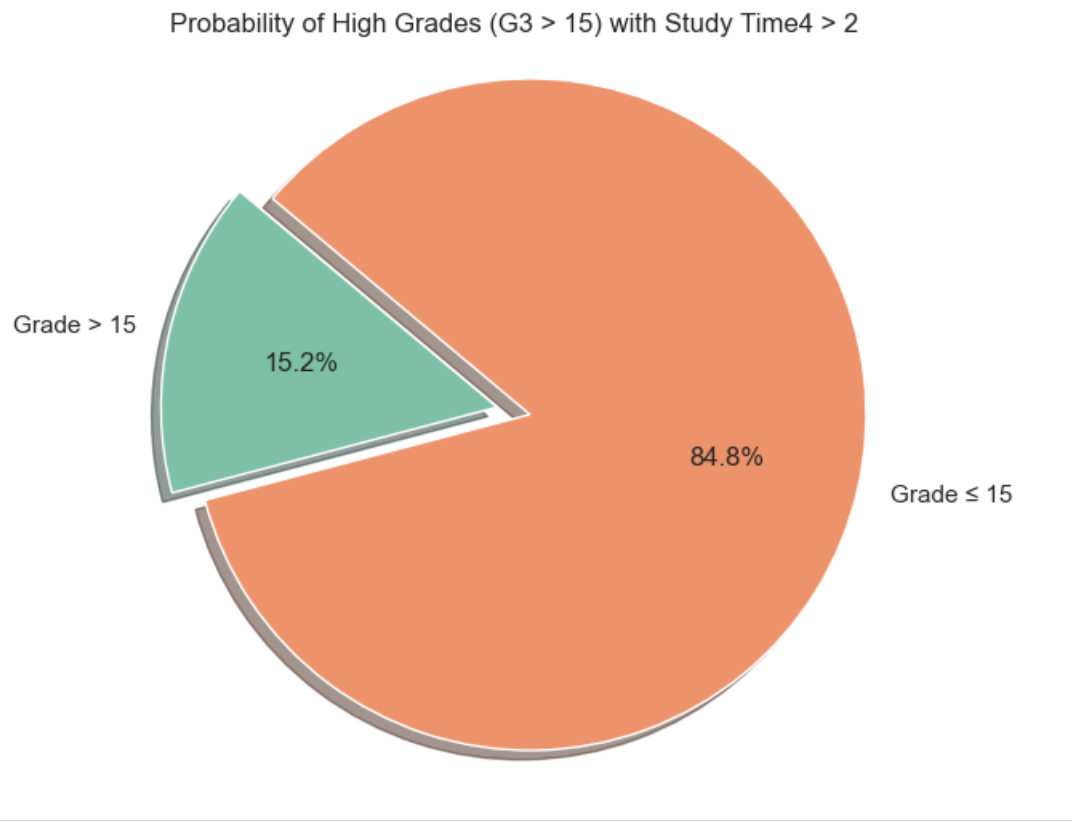 Probability of High Grades (G3 > 15) with Study Time4 > 2
Grade > 15
15.2%
84.8%
Grade ≤ 15